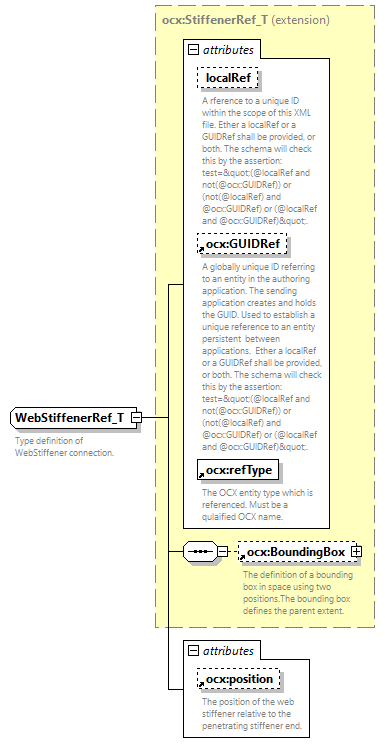 ocx:StiffenerRef_T (extension)
attributes
localRef
A rference to a unique ID
within the scope of this XML
file. Ether a localRef or a
GUIDRef shall be provided, or
both. The schema will check
this by the assertion:
test=&quot;(@localRef and
not(@ocx:GUIDRef)) or
(not(@localRef) and
@ocx:GUIDRef) or (@localRef
and @ocx:GUIDRef)&quot;.
ocx:GUIDRef
A globally unique ID referring
to an entity in the authoring
application. The sending
application creates and holds
the GUID. Used to establish a
unique reference to an entity
persistent between
applications. Ether a localRef
or a GUIDRef shall be provided,
or both. The schema will check
this by the assertion:
test=&quot;(@localRef and
not(@ocx:GUIDRef)) or
(not(@localRef) and
@ocx:GUIDRef) or (@localRef
and @ocx:GUIDRef)&quot;.
ocx:refType
The OCX entity type which is
referenced. Must be a
qulaified OCX name.
WebStiffenerRef_T
Type definition of
WebStiffener connection.
ocx:BoundingBox
The definition of a bounding
box in space using two
positions.The bounding box
defines the parent extent.
attributes
ocx:position
The position of the web
stiffener relative to the
penetrating stiffener end.